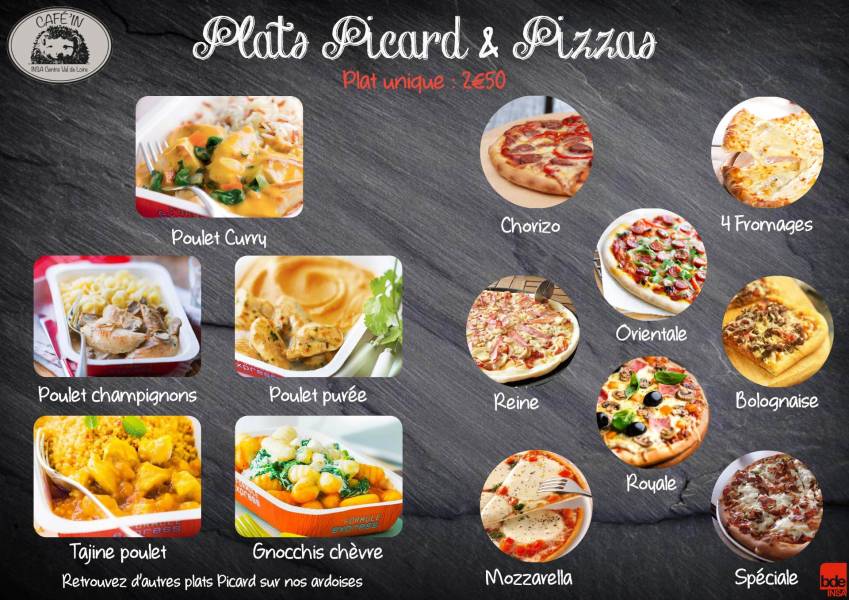 CAFÉ'IN
INSA Centre Val de Loire
Plats Picard & Pizzas
Plat unique : 2€50
Poulet Curry
Poulet champignons
Poulet purée
Tajine poulet
Gnocchis chèvre
FORMULE
EXPRESS
Retrouvez d'autres plats Picard sur nos ardoises
Chorizo
4 Fromages
Orientale
Reine
Bolognaise
Royale
Mozzarella
Spéciale
bde
INSA